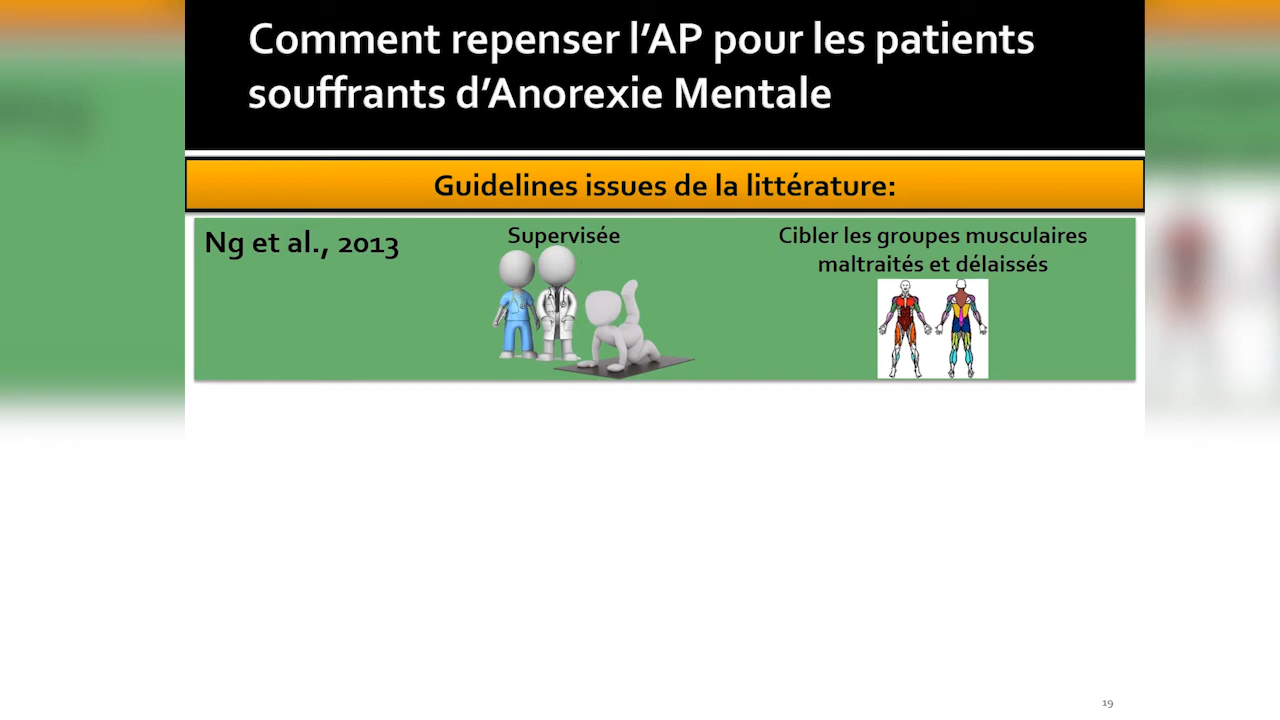 Comment repenser l’AP pour les patients
souffrants d’Anorexie Mentale
Guidelines issues de la littérature:
Ng et al., 2013
Supervisée
Cibler les groupes musculaires
maltraités et délaissés
19